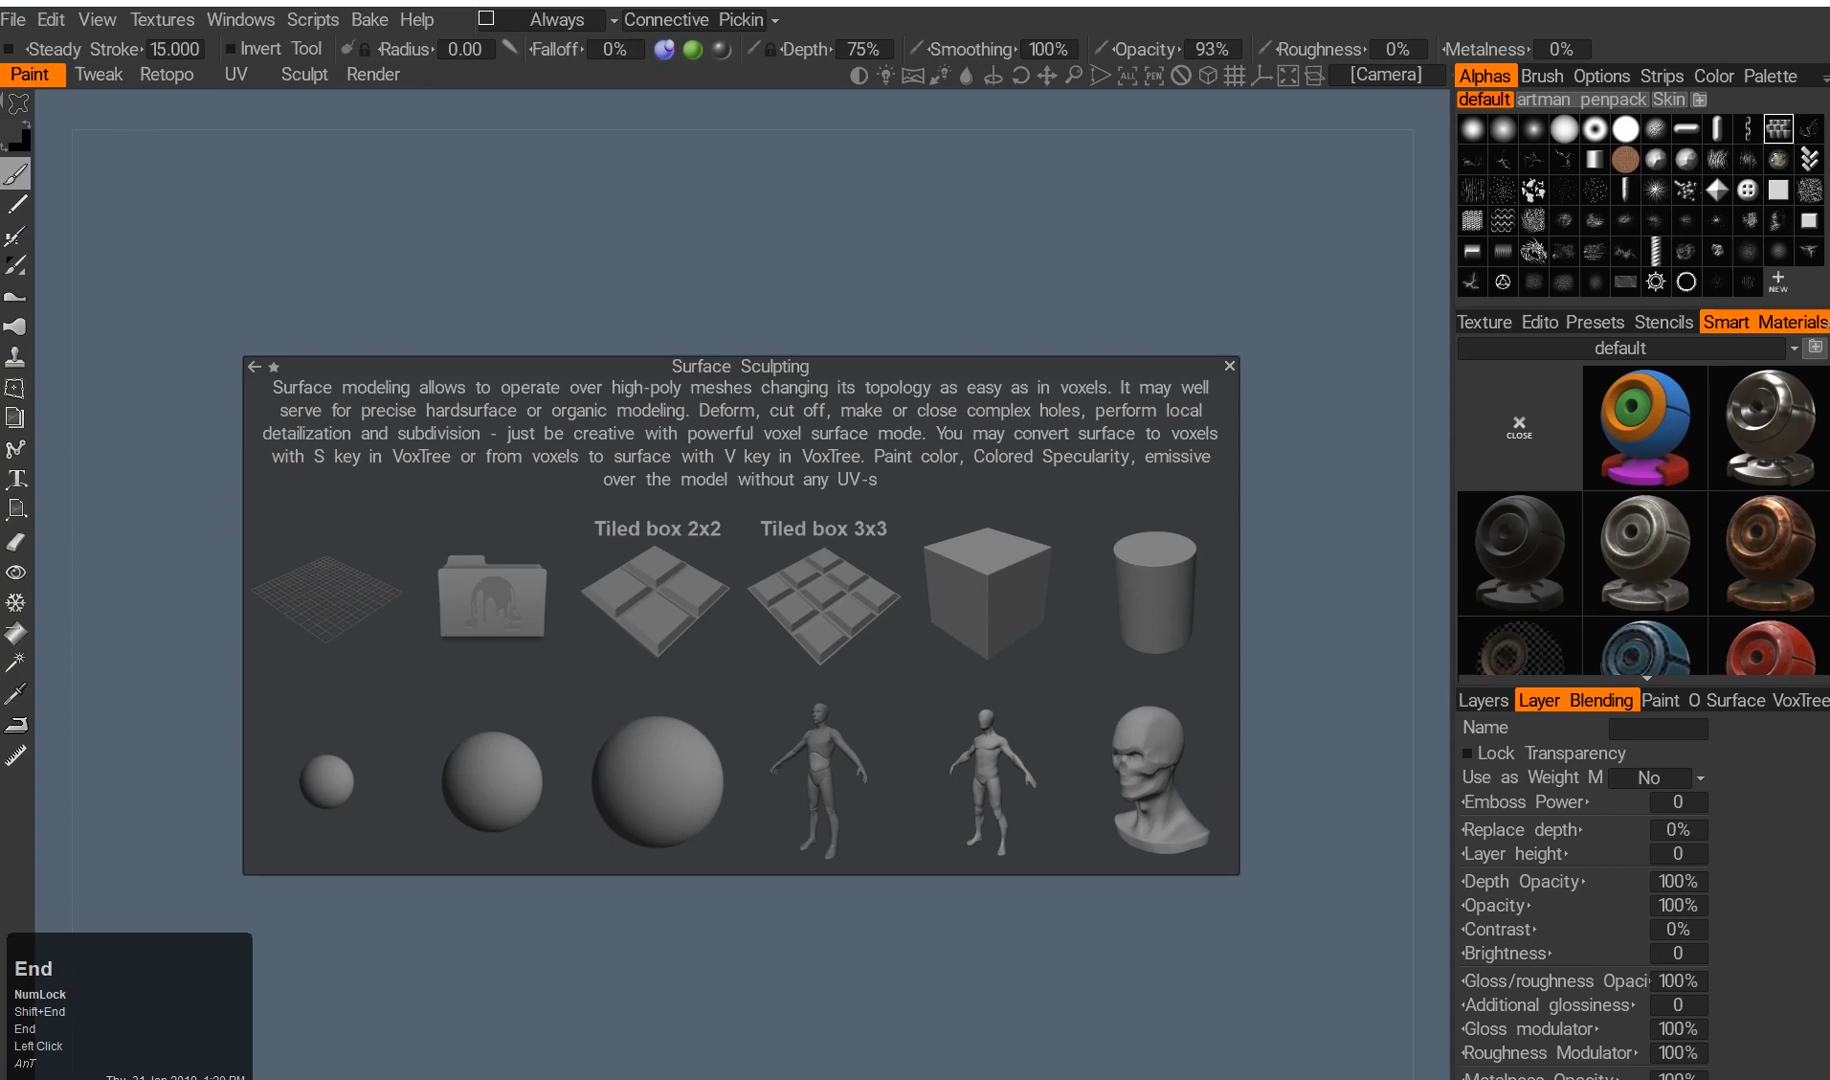 File Edit View Textures Windows Scripts Bake Help Always Connective Pickin
Steady Stroke 15.000 Invert Tool Radius 0.00 Falloff 0% Depth 75% Smoothing 100% Opacity 93% Roughness 0% Metalness 0%
Paint Tweak Retopo UV Sculpt Render ALL PEN [Camera]
Alphas Brush Options Strips Color Palette
default artman penpack Skin
NEW
Texture Edito Presets Stencils Smart Materials
default
CLOSE
Surface Sculpting
Surface modeling allows to operate over high-poly meshes changing its topology as easy as in voxels. It may well
serve for precise hardsurface or organic modeling. Deform, cut off, make or close complex holes, perform local
detailization and subdivision - just be creative with powerful voxel surface mode. You may convert surface to voxels
with S key in VoxTree or from voxels to surface with V key in VoxTree. Paint color, Colored Specularity, emissive
over the model without any UV-s
Tiled box 2x2 Tiled box 3x3
Layers Layer Blending Paint O Surface VoxTree
Name
Lock Transparency
Use as Weight M No
Emboss Power 0
Replace depth 0%
Layer height 0
Depth Opacity 100%
Opacity 100%
Contrast 0%
Brightness 0
Gloss/roughness Opaci 100%
Additional glossiness 0
Gloss modulator 100%
Roughness Modulator 100%
Metalness Opacity 100%
End
NumLock
Shift+End
End
Left Click
AnT